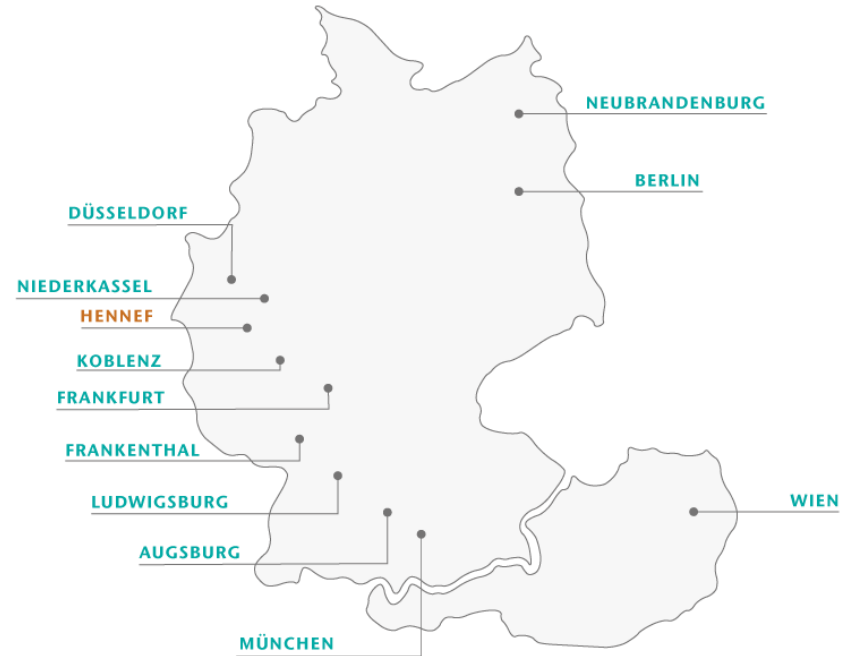 NEUBRANDENBURG
BERLIN
DÜSSELDORF
NIEDERKASSEL
HENNEF
KOBLENZ
FRANKFURT
FRANKENTHAL
LUDWIGSBURG
WIEN
AUGSBURG
MÜNCHEN